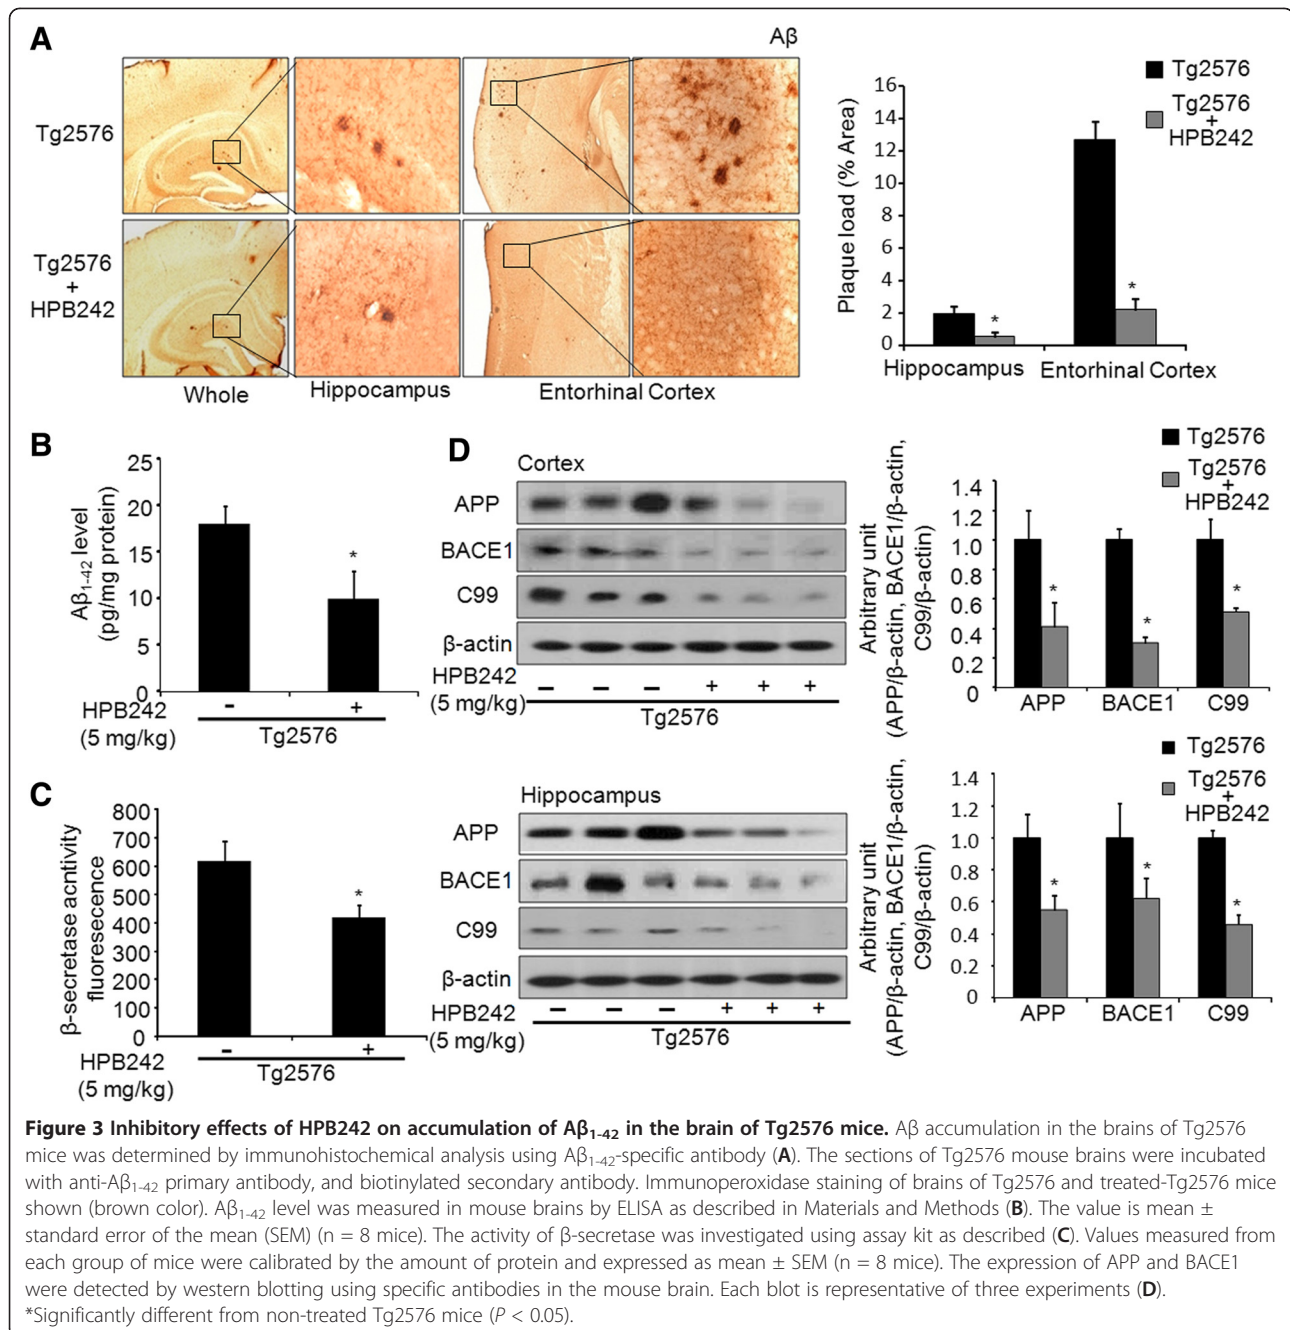 A
Aβ
Tg2576
Tg2576
+
HPB242
Whole
Hippocampus
Entorhinal Cortex
Plaque load (% Area)
16
14
12
10
8
6
4
2
0
*
*
Hippocampus
Entorhinal Cortex
Tg2576
Tg2576
+
HPB242
B
Aβ1-42 level
(pg/mg protein)
25
20
15
10
5
0
*
HPB242
(5 mg/kg)
- +
Tg2576
C
β-secretase acntivity
fluorescence
800
700
600
500
400
300
200
100
0
*
HPB242
(5 mg/kg)
- +
Tg2576
D
Cortex
APP
BACE1
C99
β-actin
HPB242
(5 mg/kg)
− − − + + +
Tg2576
Arbitrary unit
(APP/β-actin, BACE1/β-actin,
C99/β-actin)
1.4
1.2
1.0
0.8
0.6
0.4
0.2
0
*
*
*
APP BACE1 C99
Tg2576
Tg2576
+
HPB242
Hippocampus
APP
BACE1
C99
β-actin
HPB242
(5 mg/kg)
− − − + + +
Tg2576
Arbitrary unit
(APP/β-actin, BACE1/β-actin,
C99/β-actin)
1.4
1.2
1.0
0.8
0.6
0.4
0.2
0
*
*
*
APP BACE1 C99
Tg2576
Tg2576
+
HPB242
Figure 3 Inhibitory effects of HPB242 on accumulation of Aβ1-42 in the brain of Tg2576 mice. Aβ accumulation in the brains of Tg2576
mice was determined by immunohistochemical analysis using Aβ1-42-specific antibody (A). The sections of Tg2576 mouse brains were incubated
with anti-Aβ1-42 primary antibody, and biotinylated secondary antibody. Immunoperoxidase staining of brains of Tg2576 and treated-Tg2576 mice
shown (brown color). Aβ1-42 level was measured in mouse brains by ELISA as described in Materials and Methods (B). The value is mean ±
standard error of the mean (SEM) (n = 8 mice). The activity of β-secretase was investigated using assay kit as described (C). Values measured from
each group of mice were calibrated by the amount of protein and expressed as mean ± SEM (n = 8 mice). The expression of APP and BACE1
were detected by western blotting using specific antibodies in the mouse brain. Each blot is representative of three experiments (D).
*Significantly different from non-treated Tg2576 mice (P < 0.05).